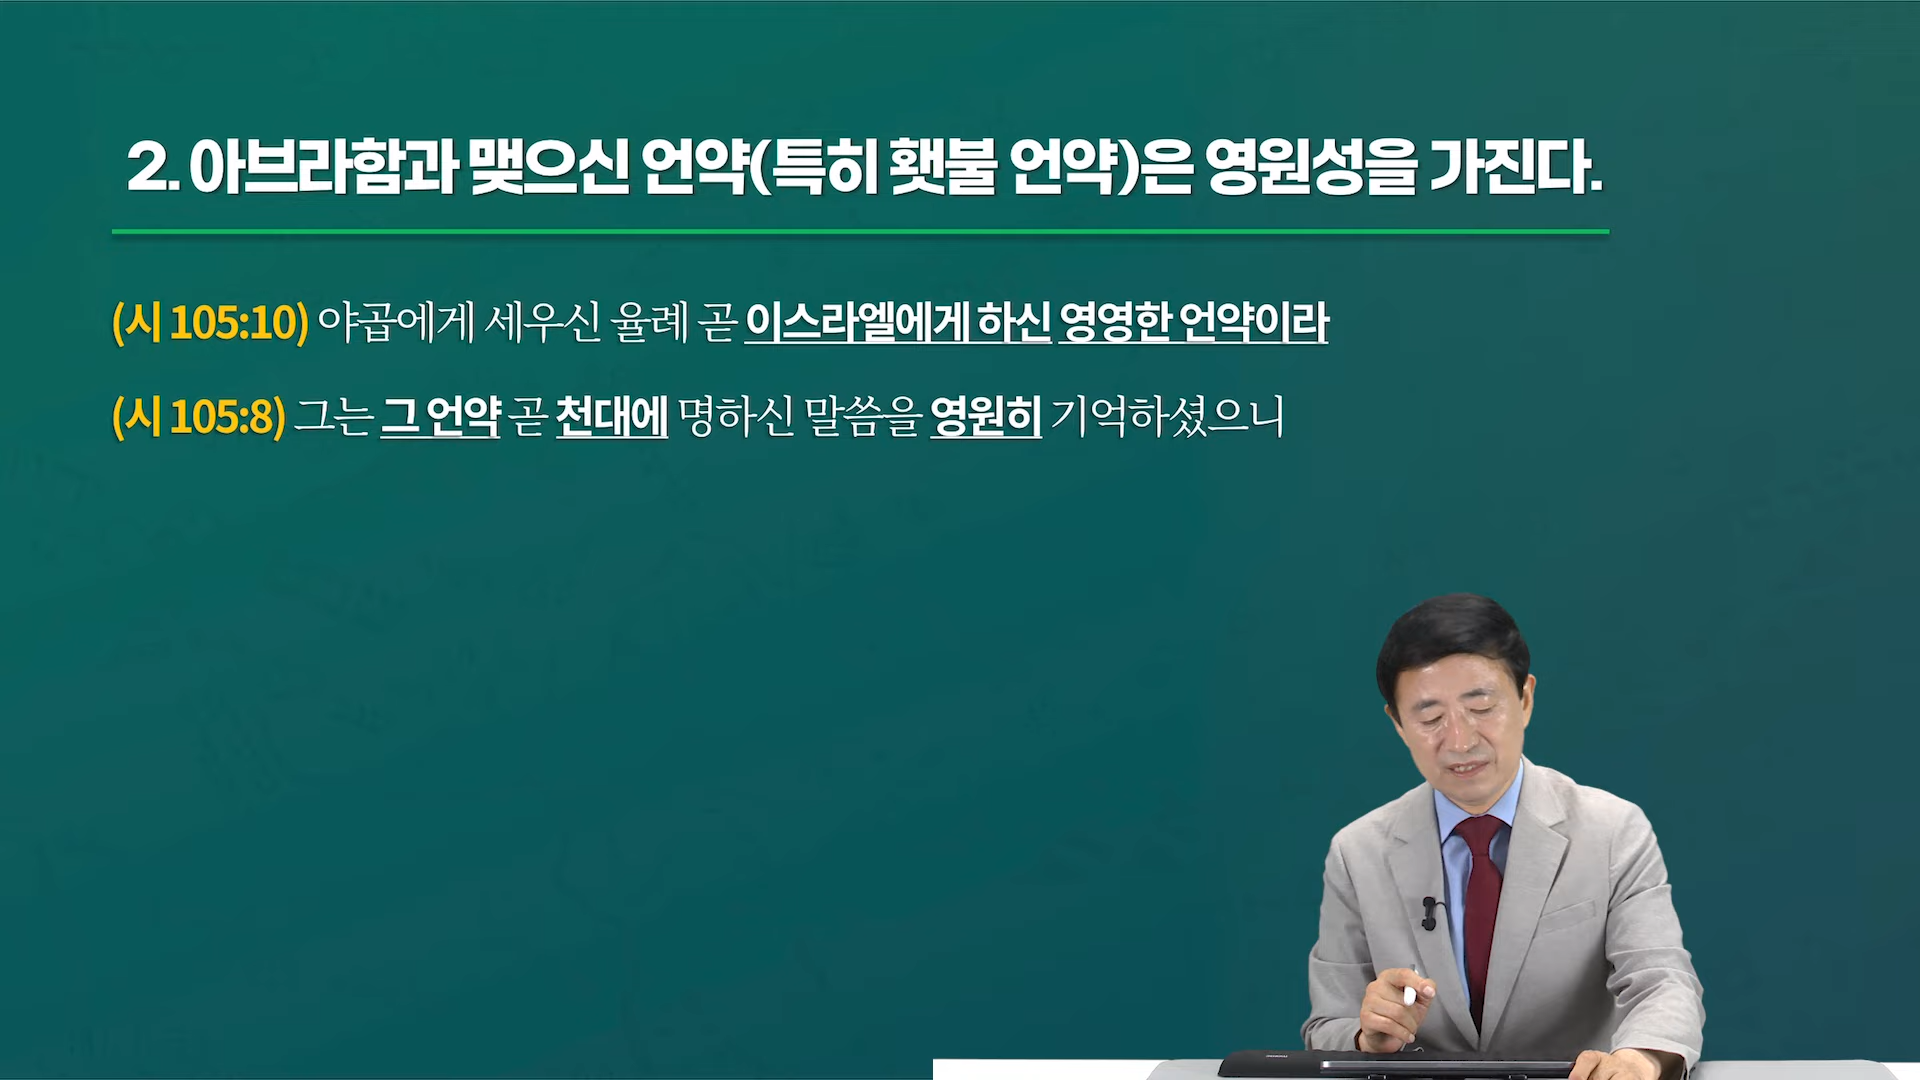 2. 아브라함과 맺으신 언약(특히 횃불 언약)은 영원성을 가진다.
(시 105:10) 야곱에게 세우신 율례 곧 이스라엘에게 하신 영영한 언약이라
(시 105:8) 그는 그 언약 곧 천대에 명하신 말씀을 영원히 기억하셨으니